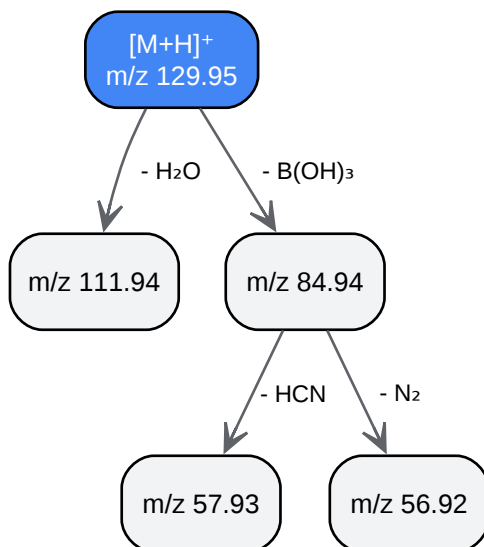 [M+H]⁺
m/z 129.95
- H₂O
- B(OH)₃
m/z 111.94
m/z 84.94
- HCN
- N₂
m/z 57.93
m/z 56.92